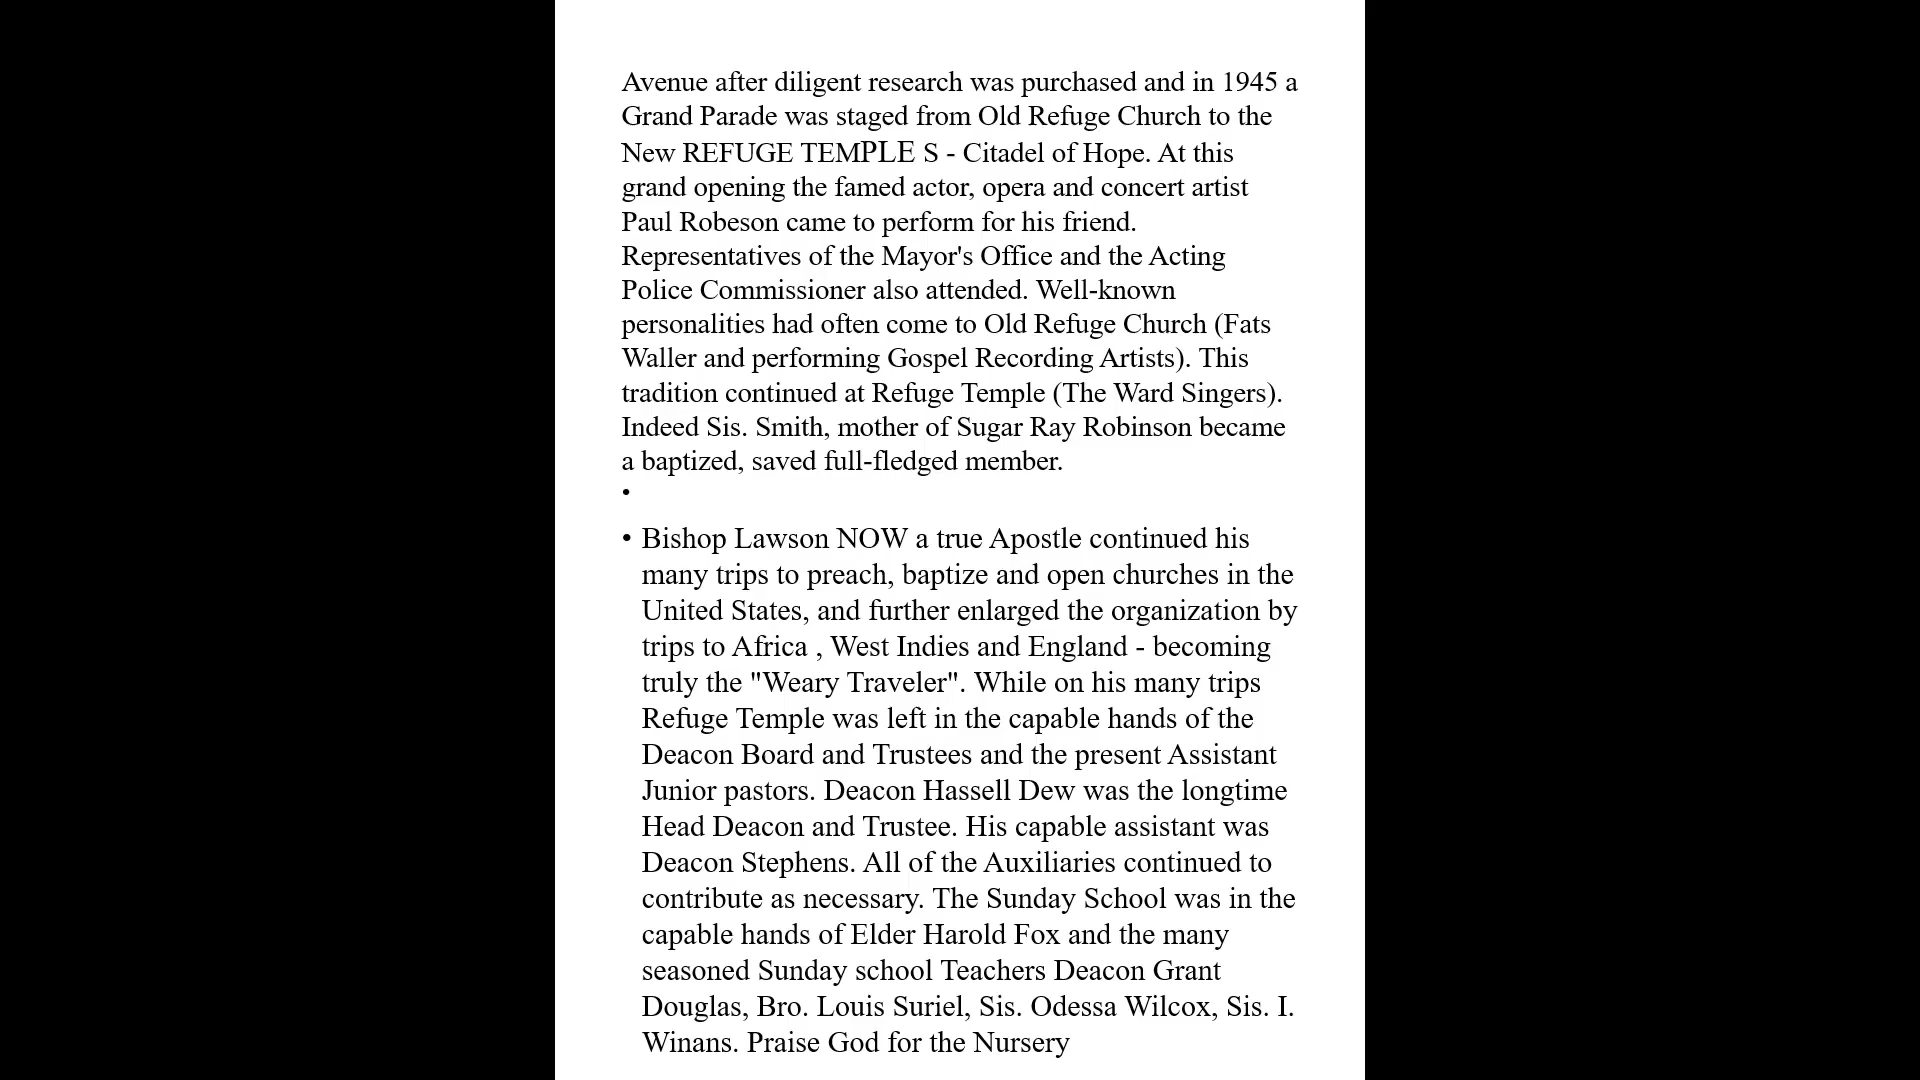 Avenue after diligent research was purchased and in 1945 a
Grand Parade was staged from Old Refuge Church to the
New REFUGE TEMPLE S - Citadel of Hope. At this
grand opening the famed actor, opera and concert artist
Paul Robeson came to perform for his friend.
Representatives of the Mayor's Office and the Acting
Police Commissioner also attended. Well-known
personalities had often come to Old Refuge Church (Fats
Waller and performing Gospel Recording Artists). This
tradition continued at Refuge Temple (The Ward Singers).
Indeed Sis. Smith, mother of Sugar Ray Robinson became
a baptized, saved full-fledged member.
•
• Bishop Lawson NOW a true Apostle continued his
many trips to preach, baptize and open churches in the
United States, and further enlarged the organization by
trips to Africa , West Indies and England - becoming
truly the "Weary Traveler". While on his many trips
Refuge Temple was left in the capable hands of the
Deacon Board and Trustees and the present Assistant
Junior pastors. Deacon Hassell Dew was the longtime
Head Deacon and Trustee. His capable assistant was
Deacon Stephens. All of the Auxiliaries continued to
contribute as necessary. The Sunday School was in the
capable hands of Elder Harold Fox and the many
seasoned Sunday school Teachers Deacon Grant
Douglas, Bro. Louis Suriel, Sis. Odessa Wilcox, Sis. I.
Winans. Praise God for the Nursery